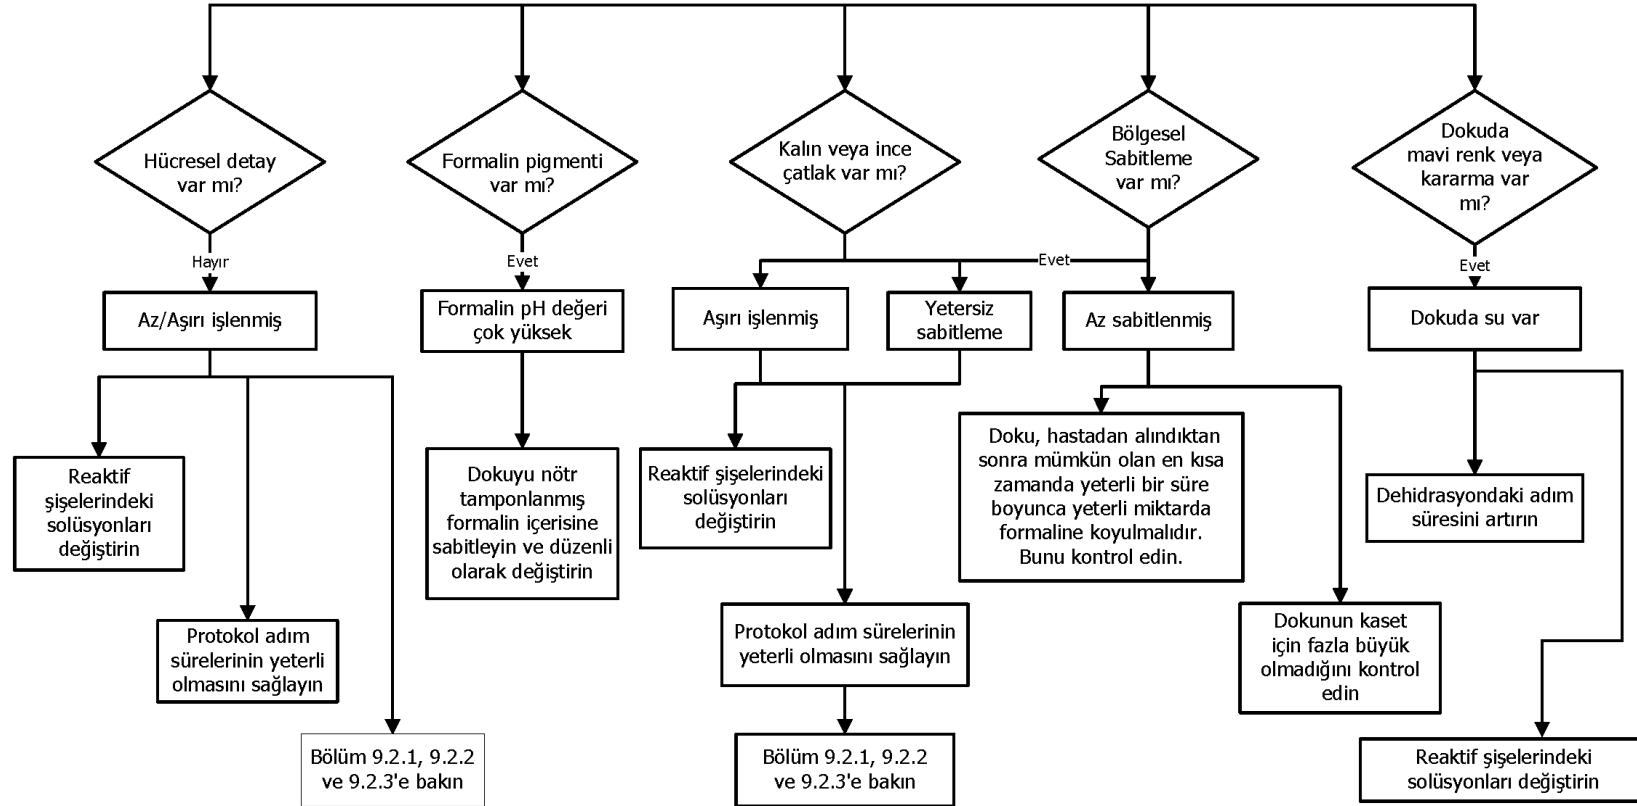 Hücresel detay
var mı?
Formalin pigmenti
var mı?
Kalın veya ince
çatlak var mı?
Bölgesel
Sabitleme
var mı?
Dokuda
mavi renk veya
kararma var
mı?
Hayır
Evet
Evet
Evet
Az/Aşırı işlenmiş
Formalin pH değeri
çok yüksek
Aşırı işlenmiş
Yetersiz
sabitleme
Az sabitlenmiş
Dokuda su var
Reaktif
şişelerindeki
solüsyonları
değiştirin
Dokuyu nötr
tamponlanmış
formalin içerisine
sabitleyin ve düzenli
olarak değiştirin
Reaktif şişelerindeki
solüsyonları
değiştirin
Doku, hastadan alındıktan
sonra mümkün olan en kısa
zamanda yeterli bir süre
boyunca yeterli miktarda
formaline koyulmalıdır.
Bunu kontrol edin.
Dehidrasyondaki adım
süresini artırın
Protokol adım
sürelerinin yeterli
olmasını sağlayın
Protokol adım sürelerinin
yeterli olmasını sağlayın
Dokunun kaset
için fazla büyük
olmadığını kontrol
edin
Bölüm 9.2.1, 9.2.2
ve 9.2.3'e bakın
Bölüm 9.2.1, 9.2.2
ve 9.2.3'e bakın
Reaktif şişelerindeki
solüsyonları değiştirin